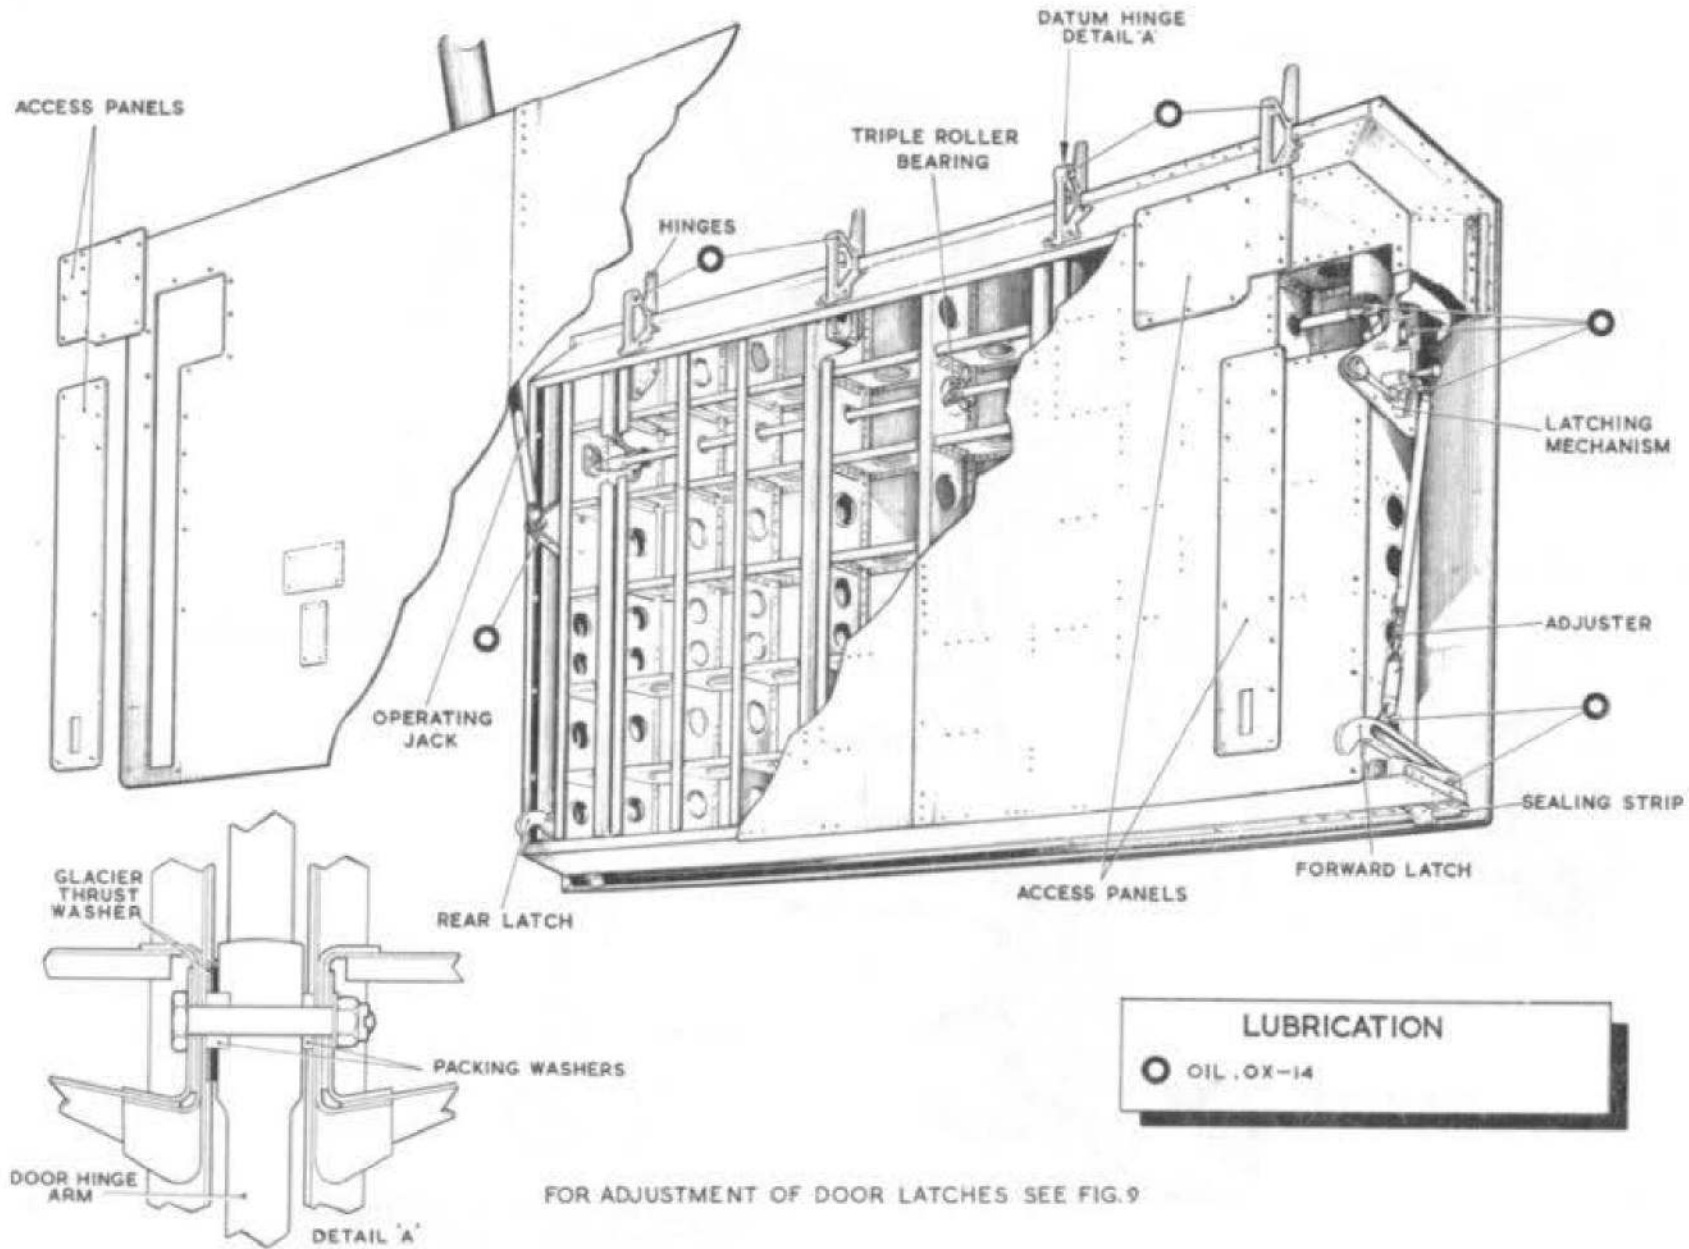 DATUM HINGE
DETAIL 'A'
ACCESS PANELS
TRIPLE ROLLER
BEARING
HINGES
LATCHING
MECHANISM
ADJUSTER
OPERATING
JACK
SEALING STRIP
FORWARD LATCH
ACCESS PANELS
REAR LATCH
GLACIER
THRUST
WASHER
PACKING WASHERS
DOOR HINGE
ARM
DETAIL 'A'
LUBRICATION
OIL . OX-14
FOR ADJUSTMENT OF DOOR LATCHES SEE FIG. 9